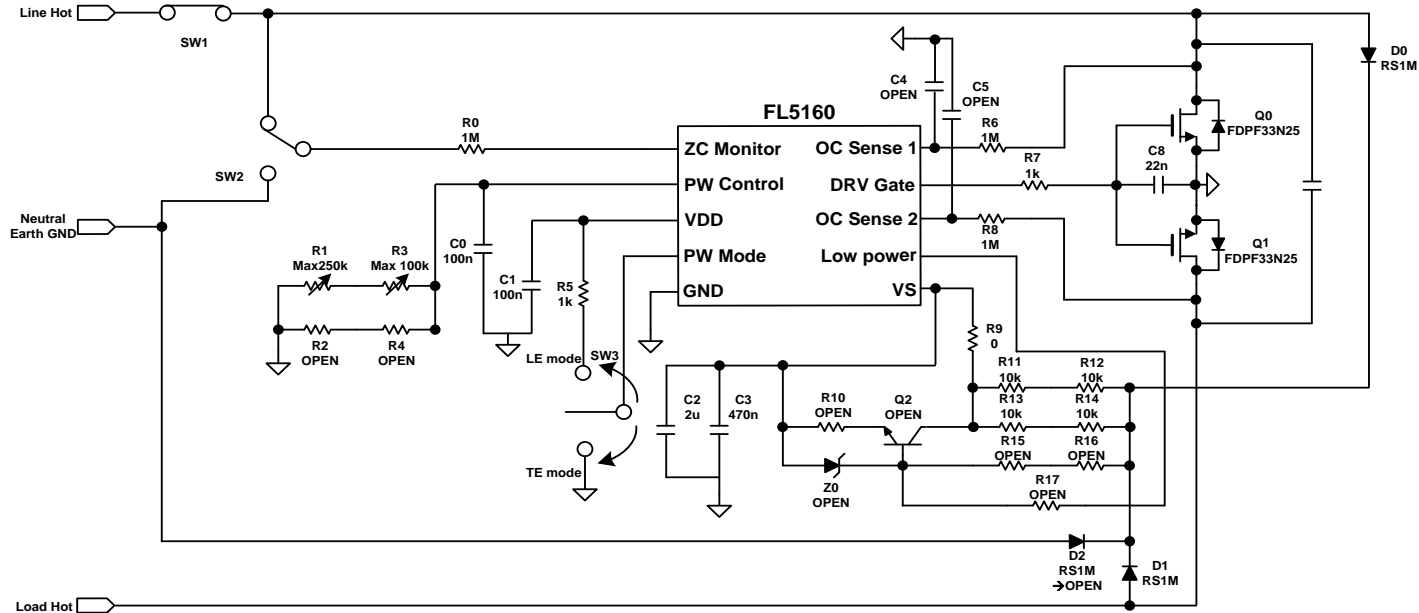 Line Hot
SW1
D0
RS1M
C4
OPEN
C5
OPEN
FL5160
R0
1M
R6
1M
Q0
FDPF33N25
ZC Monitor
OC Sense 1
R7
1k
C8
22n
SW2
PW Control
DRV Gate
Neutral
Earth GND
VDD
OC Sense 2
R8
1M
R1
Max250k
R3
Max 100k
C0
100n
C1
100n
R5
1k
PW Mode
Low power
Q1
FDPF33N25
GND
VS
R2
OPEN
R4
OPEN
R9
0
LE mode
SW3
R11
10k
R12
10k
C2
2u
C3
470n
R10
OPEN
Q2
OPEN
R13
10k
R14
10k
R15
OPEN
R16
OPEN
TE mode
Z0
OPEN
R17
OPEN
D2
RS1M
→OPEN
D1
RS1M
Load Hot